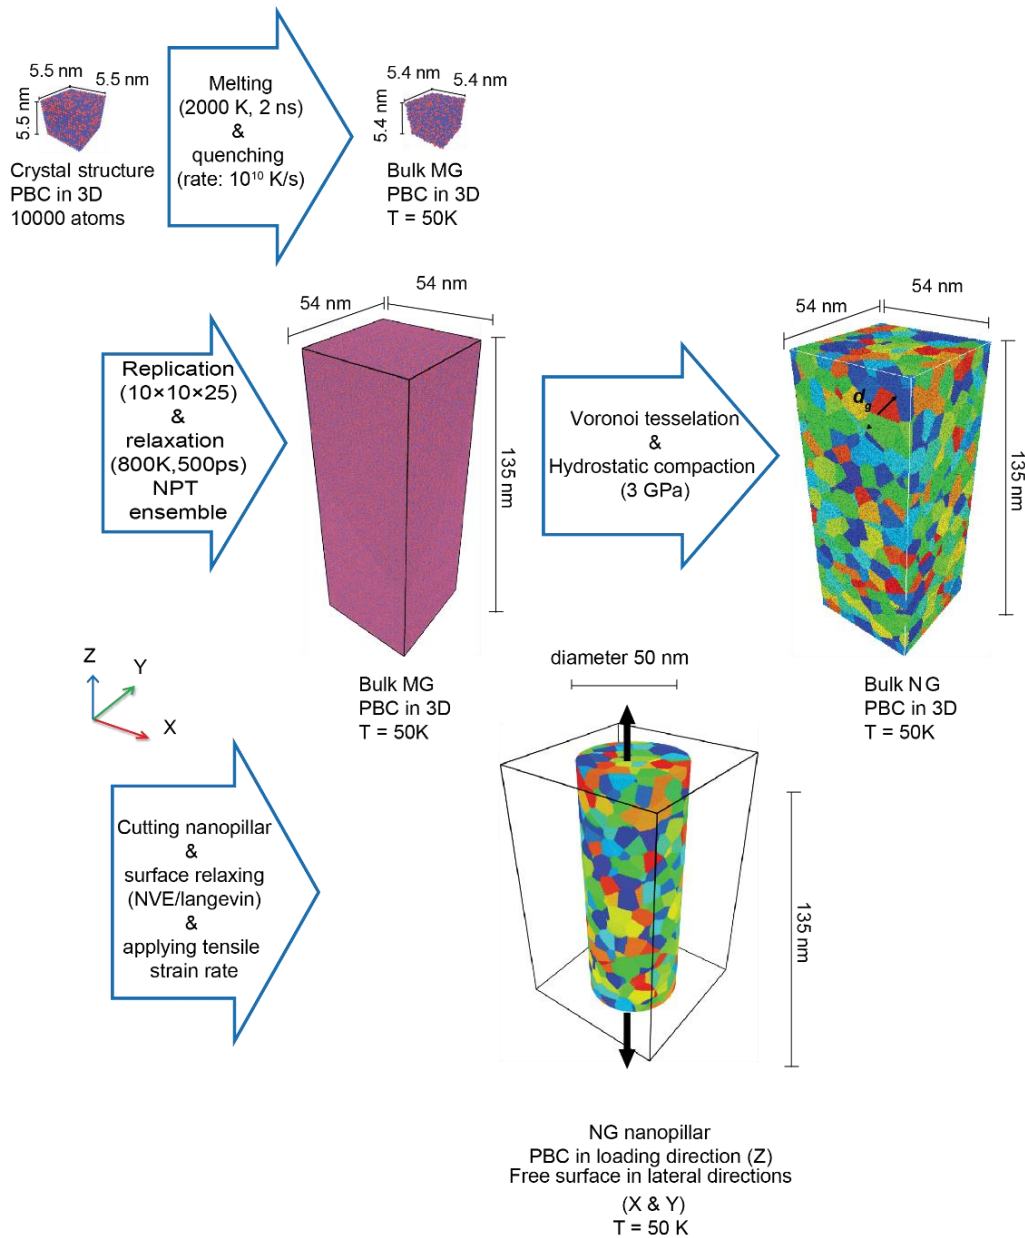 5.5 nm
5.5 nm
5.5 nm
Crystal structure
PBC in 3D
10000 atoms
Melting
(2000 K, 2 ns)
&
quenching
(rate: 10¹⁰ K/s)
5.4 nm
5.4 nm
5.4 nm
Bulk MG
PBC in 3D
T = 50K
Replication
(10×10×25)
&
relaxation
(800K,500ps)
NPT
ensemble
54 nm
54 nm
135 nm
Bulk MG
PBC in 3D
T = 50K
Voronoi tesselation
&
Hydrostatic compaction
(3 GPa)
54 nm
54 nm
d_g
135 nm
Bulk NG
PBC in 3D
T = 50K
Z
Y
X
Cutting nanopillar
&
surface relaxing
(NVE/langevin)
&
applying tensile
strain rate
diameter 50 nm
135 nm
NG nanopillar
PBC in loading direction (Z)
Free surface in lateral directions
(X & Y)
T = 50 K